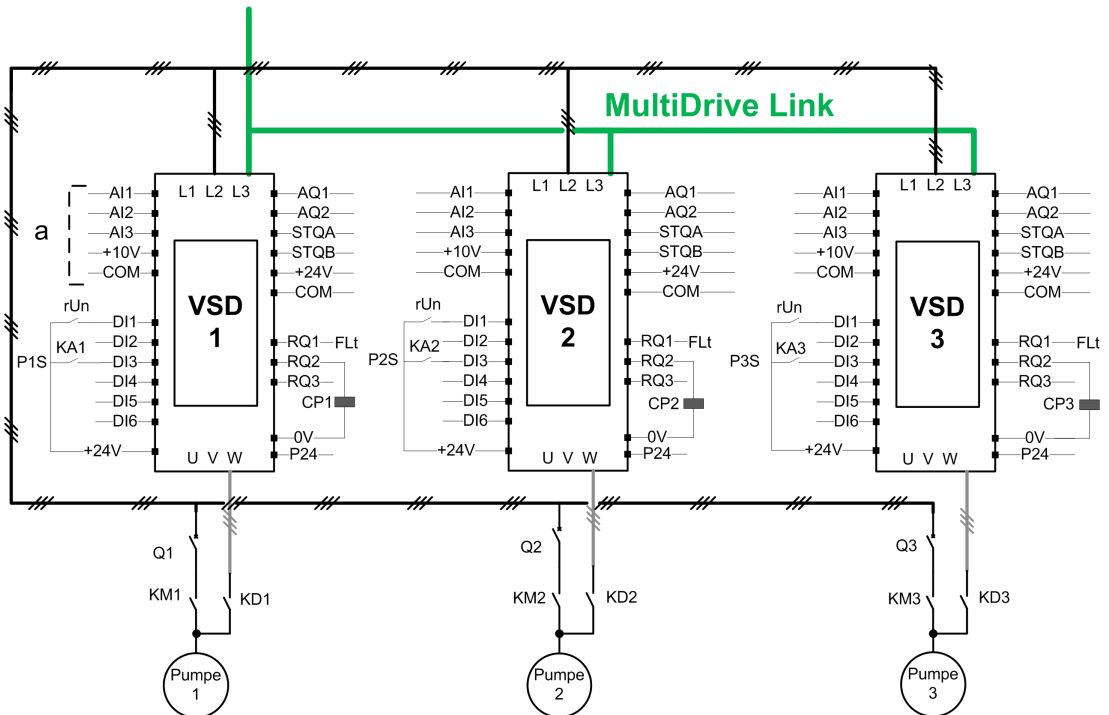 MultiDrive Link
a
AI1
AI2
AI3
+10V
COM
L1 L2 L3
AQ1
AQ2
STQA
STQB
+24V
COM
VSD
1
rUn
P1S
KA1
DI1
DI2
DI3
DI4
DI5
DI6
+24V
RQ1
FLt
RQ2
RQ3
CP1
0V
P24
U V W
AI1
AI2
AI3
+10V
COM
L1 L2 L3
AQ1
AQ2
STQA
STQB
+24V
COM
VSD
2
rUn
P2S
KA2
DI1
DI2
DI3
DI4
DI5
DI6
+24V
RQ1
FLt
RQ2
RQ3
CP2
0V
P24
U V W
AI1
AI2
AI3
+10V
COM
L1 L2 L3
AQ1
AQ2
STQA
STQB
+24V
COM
VSD
3
rUn
P3S
KA3
DI1
DI2
DI3
DI4
DI5
DI6
+24V
RQ1
FLt
RQ2
RQ3
CP3
0V
P24
U V W
Q1
KM1
KD1
Pumpe
1
Q2
KM2
KD2
Pumpe
2
Q3
KM3
KD3
Pumpe
3